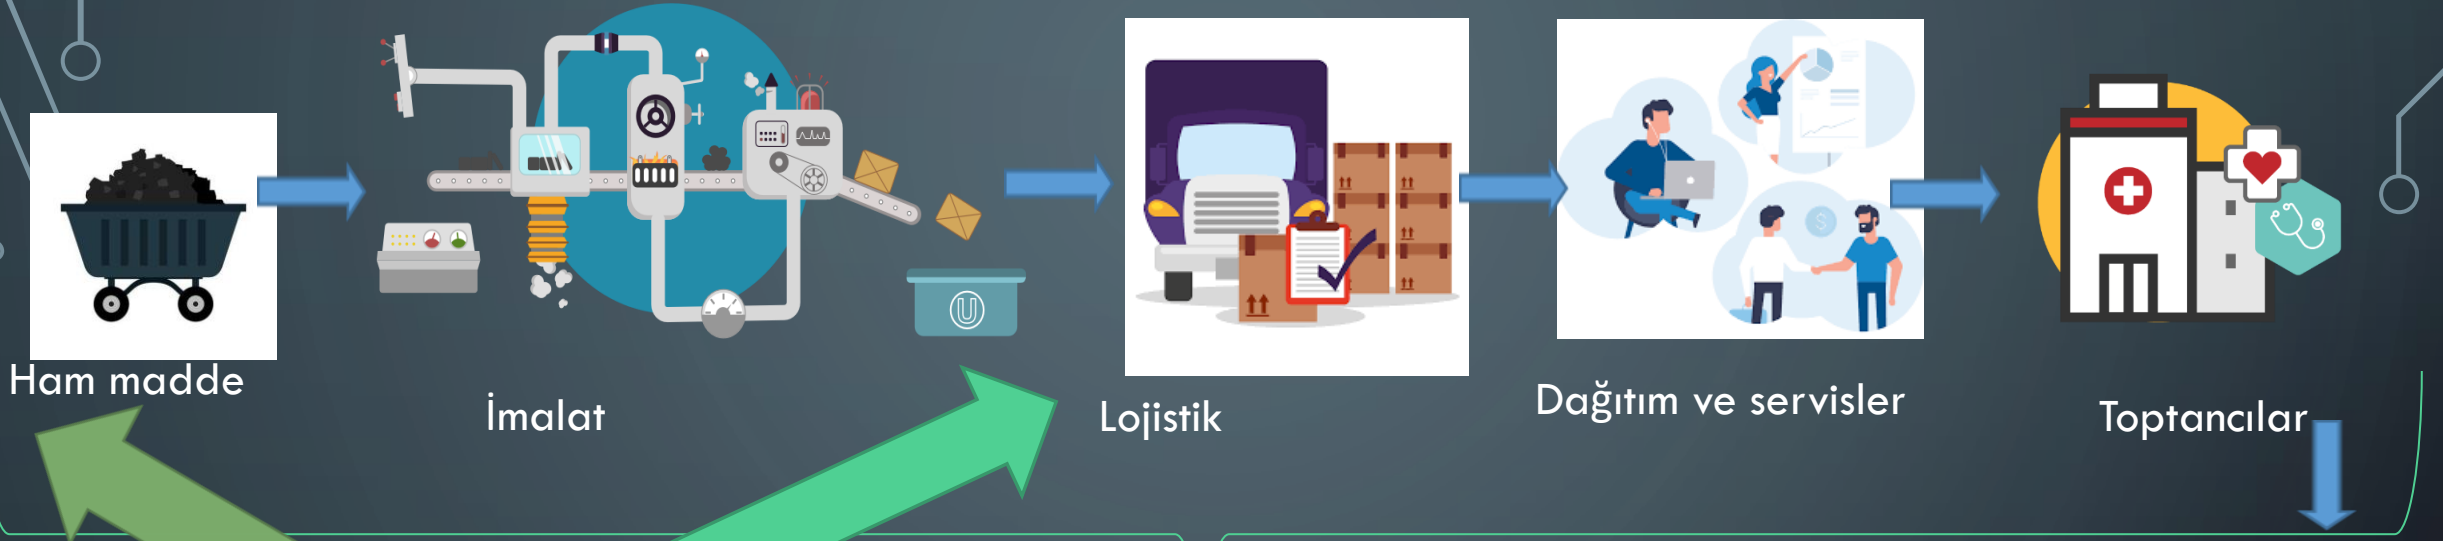 Ham madde
İmalat
Lojistik
Dağıtım ve servisler
Toptancılar
U